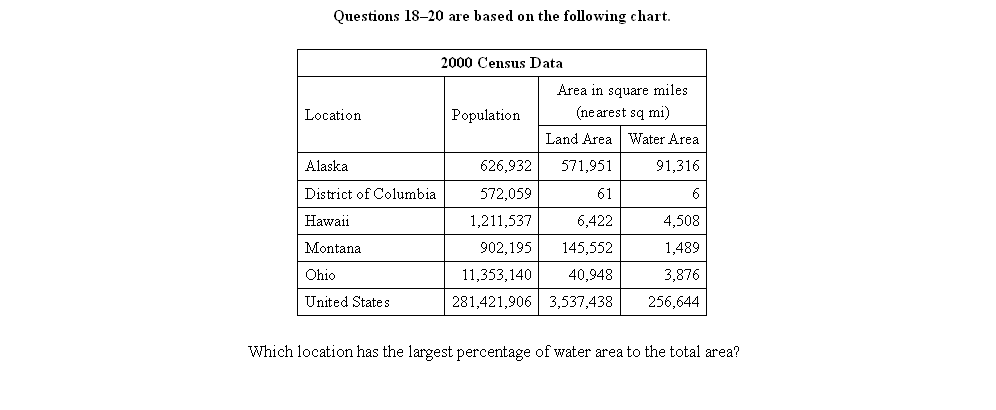 Questions 18–20 are based on the following chart.
2000 Census Data
Location Population Area in square miles
(nearest sq mi)
Land Area Water Area
Alaska 626,932 571,951 91,316
District of Columbia 572,059 61 6
Hawaii 1,211,537 6,422 4,508
Montana 902,195 145,552 1,489
Ohio 11,353,140 40,948 3,876
United States 281,421,906 3,537,438 256,644
Which location has the largest percentage of water area to the total area?